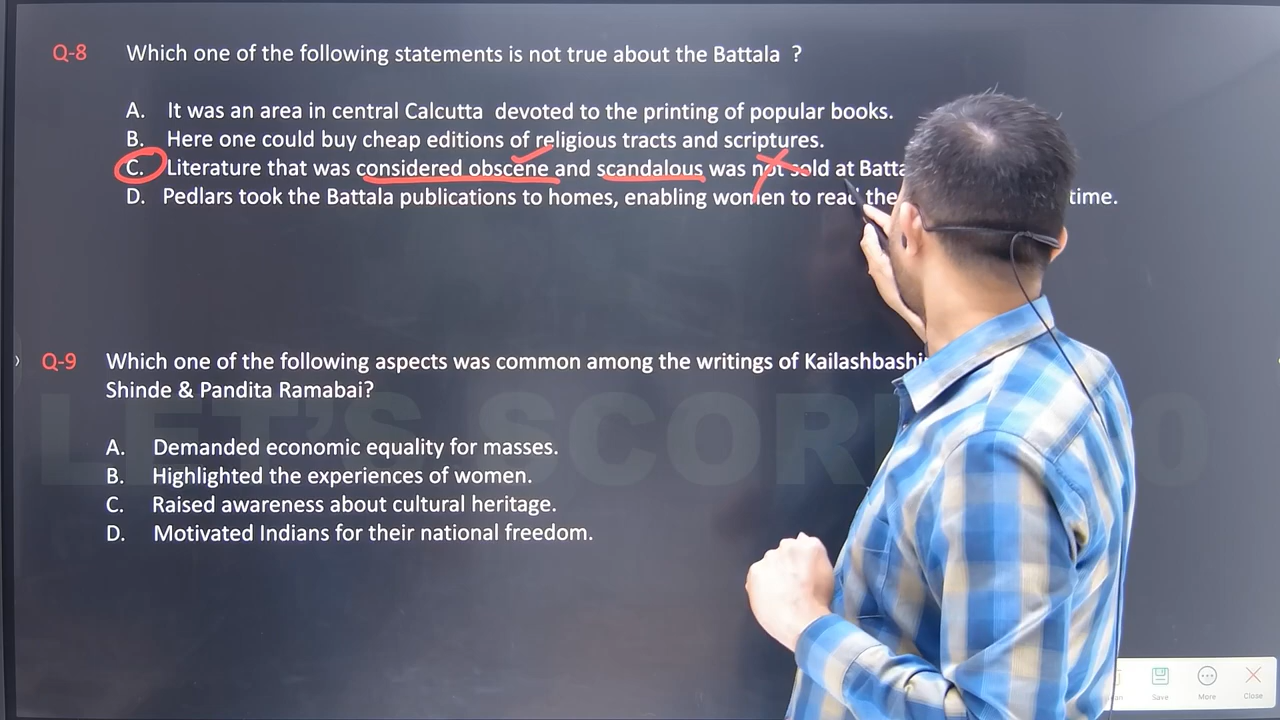 Q-8 Which one of the following statements is not true about the Battala ?
A. It was an area in central Calcutta devoted to the printing of popular books.
B. Here one could buy cheap editions of religious tracts and scriptures.
C. Literature that was considered obscene and scandalous was not sold at
D. Pedlars took the Battala publications to homes, enabling women to read the time.
Q-9 Which one of the following aspects was common among the writings of
Shinde & Pandita Ramabai?
LET'S SCORE
A. Demanded economic equality for masses.
B. Highlighted the experiences of women.
C. Raised awareness about cultural heritage.
D. Motivated Indians for their national freedom.
Save More Close